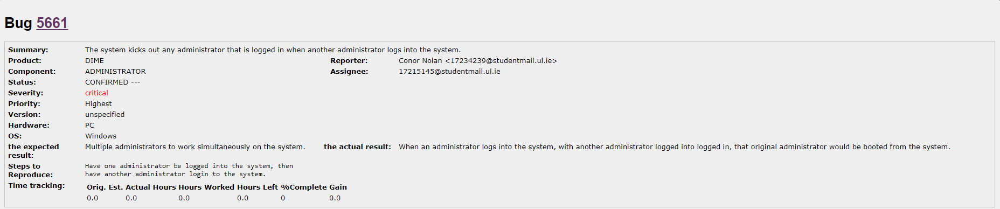 Bug 5661
Summary: The system kicks out any administrator that is logged in when another administrator logs into the system.
Product: DIME Reporter: Conor Nolan <17234239@studentmail.ul.ie>
Component: ADMINISTRATOR Assignee: 17215145@studentmail.ul.ie
Status: CONFIRMED ---
Severity: critical
Priority: Highest
Version: unspecified
Hardware: PC
OS: Windows
the expected result: Multiple administrators to work simultaneously on the system. the actual result: When an administrator logs into the system, with another administrator logged into logged in, that original administrator would be booted from the system.
Steps to Reproduce: Have one administrator be logged into the system, then
have another administrator login to the system.
Time tracking: Orig. Est. Actual Hours Hours Worked Hours Left %Complete Gain
0.0 0.0 0.0 0.0 0 0.0